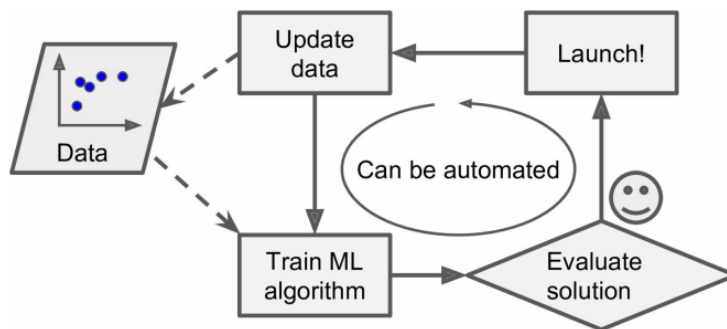 Update
data
Launch!
Data
Can be automated
Train ML
algorithm
Evaluate
solution